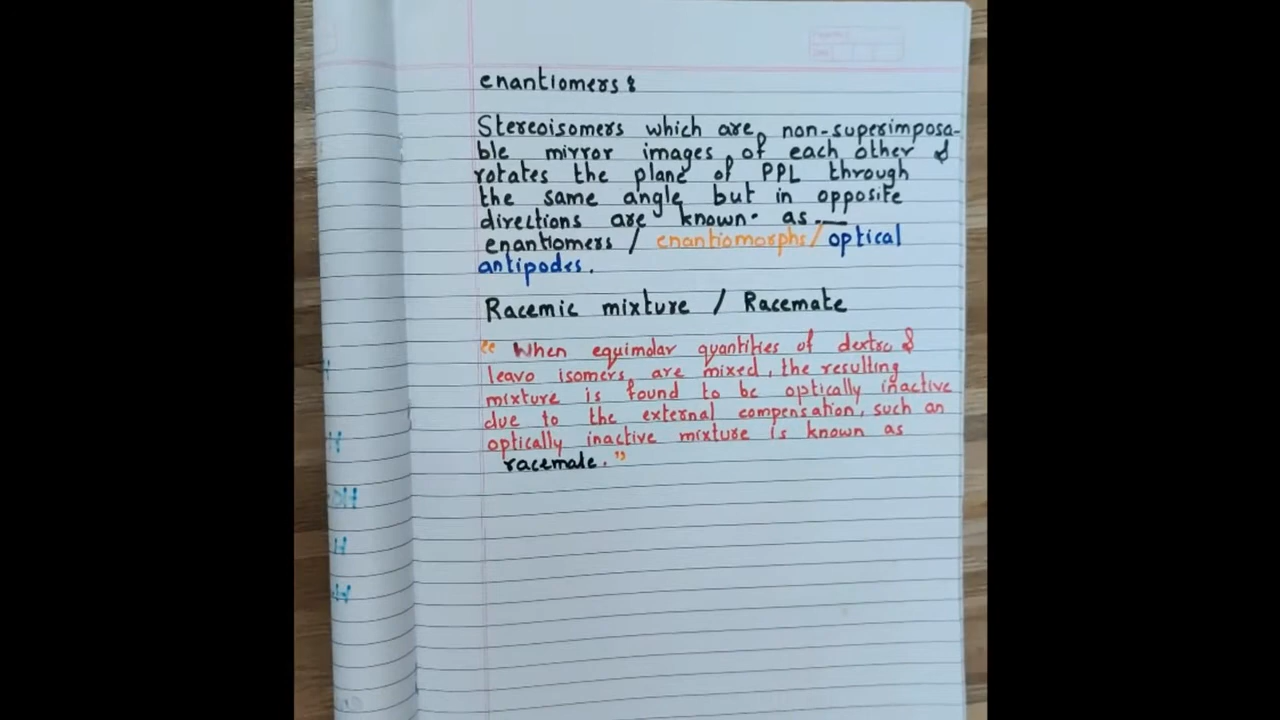 enantiomers :
Stereoisomers which are, non-superimposa-
ble mirror images, of each other &
rotates the plane of PPL through
the same angle but in opposite
directions are known as —
enantiomers / enantiomorphs / optical
antipodes.
Racemic mixture / Racemate
“ When equimolar quantities of dextro &
leavo isomers are mixed, the resulting
mixture is found to be optically inactive
due to the external compensation, such an
optically inactive mixture is known as
racemate. ”